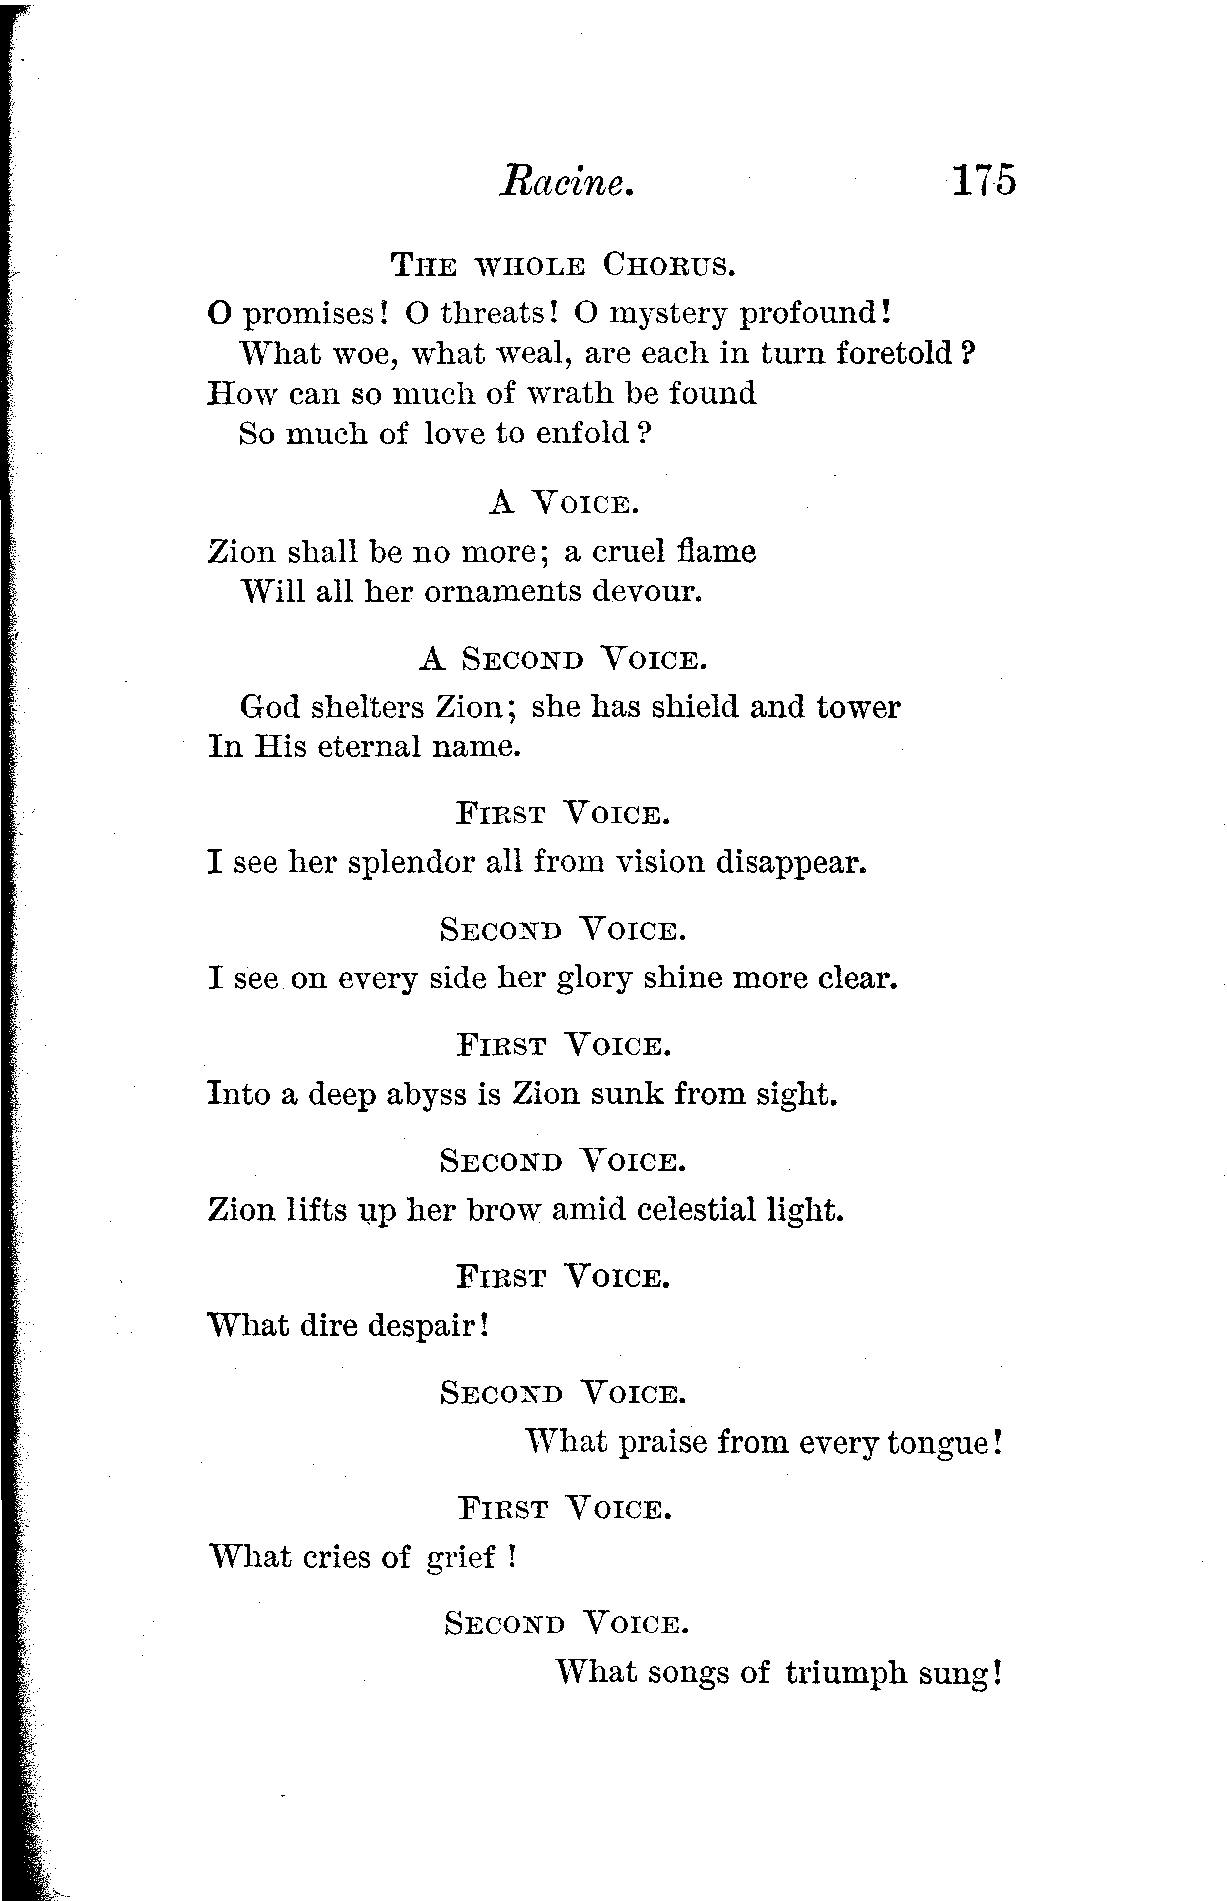 Racine. 175
The whole Chorus.
O promises! O threats! O mystery profound!
What woe, what weal, are each in turn foretold?
How can so much of wrath be found
So much of love to enfold?
A Voice.
Zion shall be no more; a cruel flame
Will all her ornaments devour.
A Second Voice.
God shelters Zion; she has shield and tower
In His eternal name.
First Voice.
I see her splendor all from vision disappear.
Second Voice.
I see on every side her glory shine more clear.
First Voice.
Into a deep abyss is Zion sunk from sight.
Second Voice.
Zion lifts up her brow amid celestial light.
First Voice.
What dire despair!
Second Voice.
What praise from every tongue!
First Voice.
What cries of grief!
Second Voice.
What songs of triumph sung!